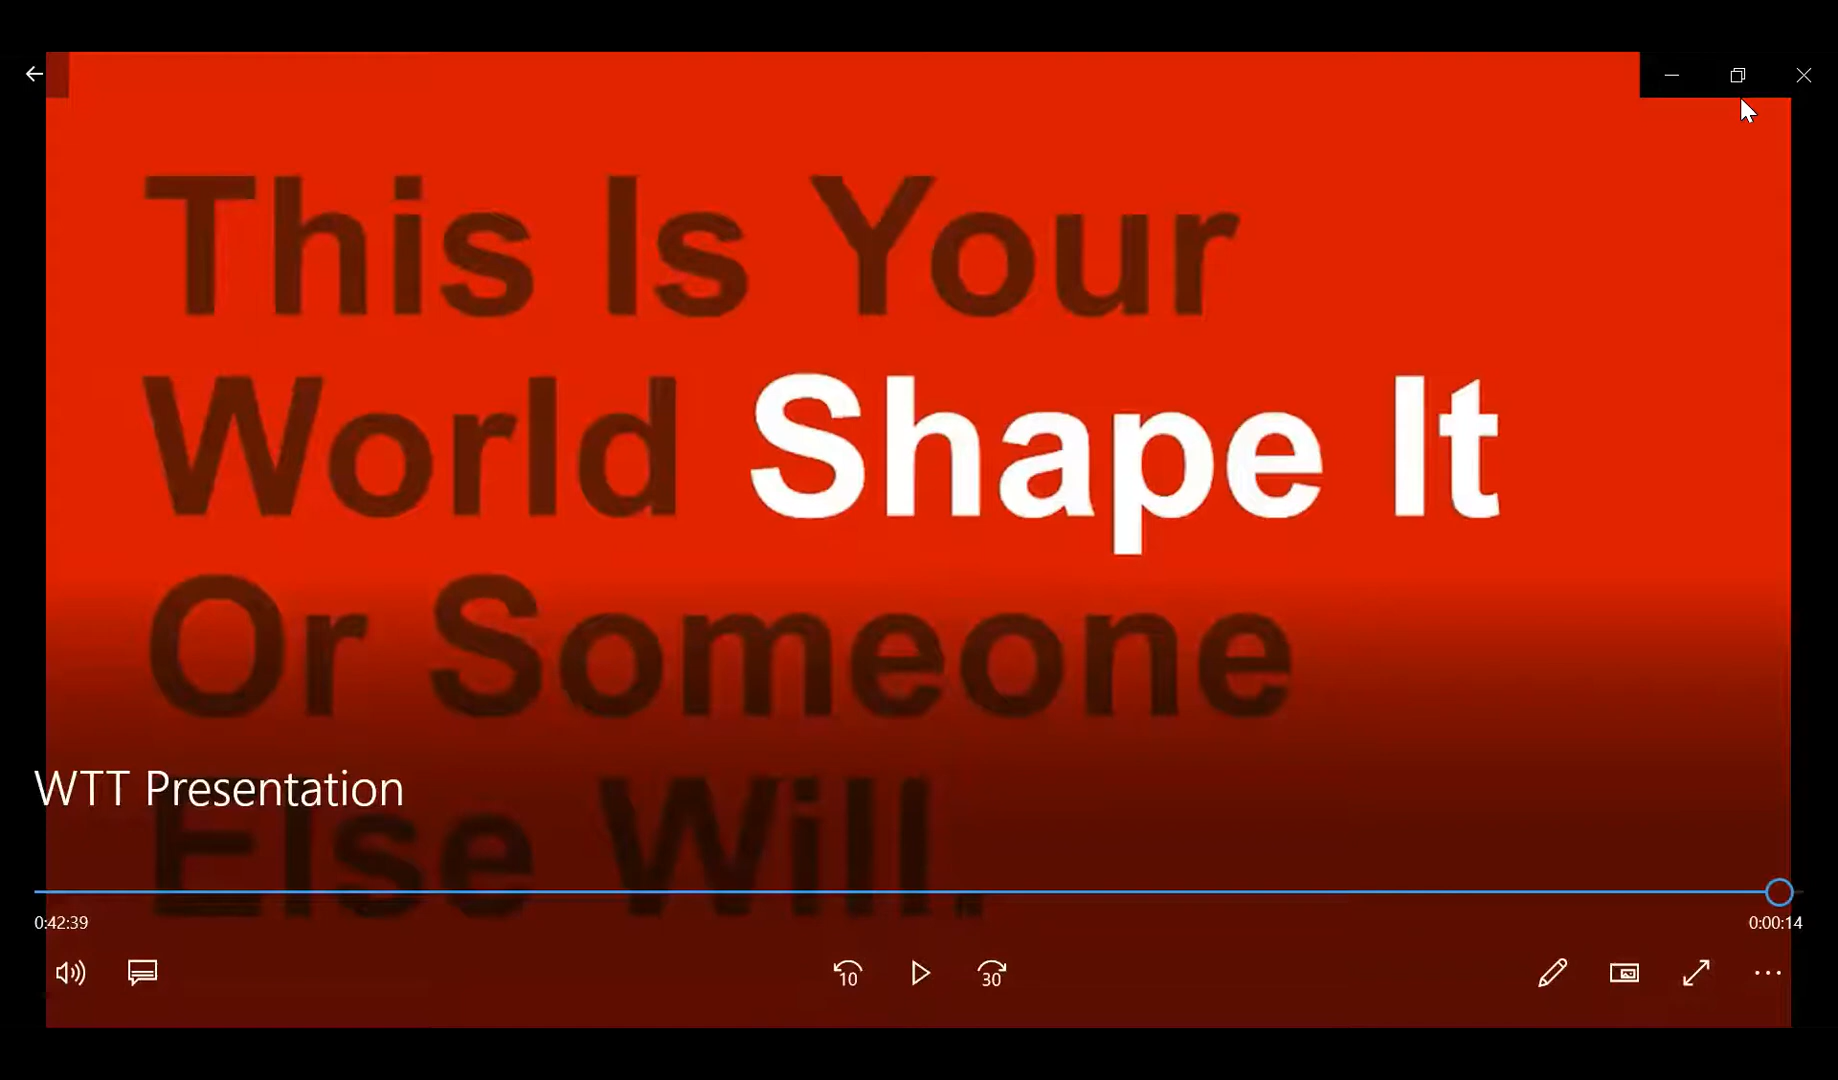 This Is Your
World Shape It
Or Someone
Else Will.
WTT Presentation
0:42:39
0:00:14
10
30